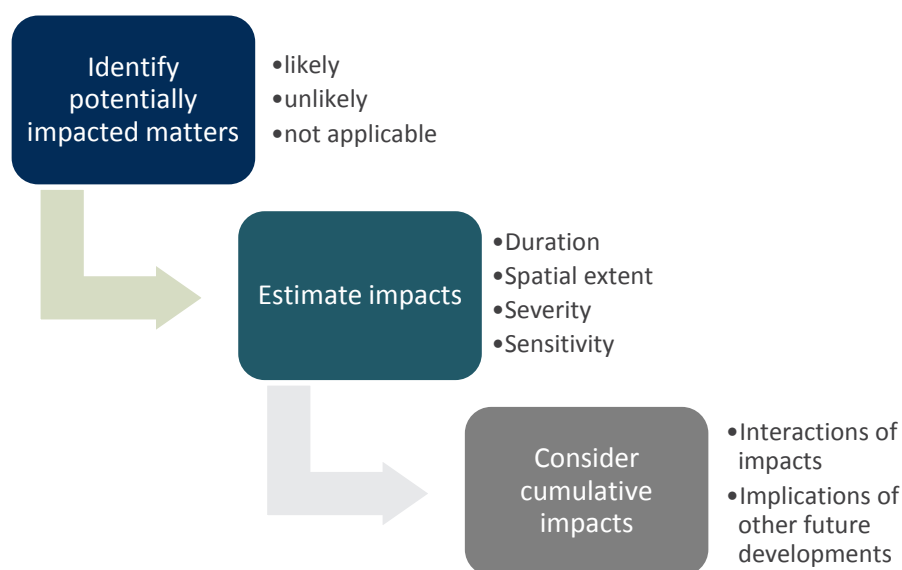 Identify
potentially
impacted matters
•likely
•unlikely
•not applicable
Estimate impacts
•Duration
•Spatial extent
•Severity
•Sensitivity
Consider
cumulative
impacts
•Interactions of
impacts
•Implications of
other future
developments